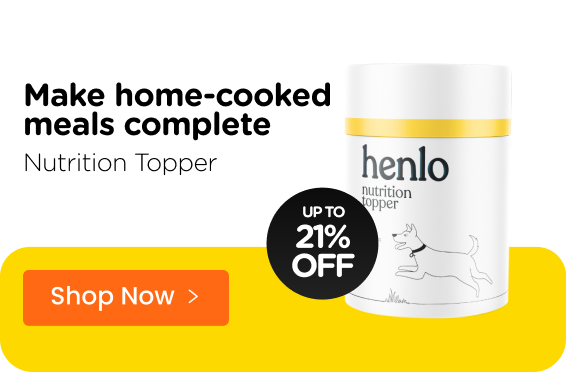 Make home-cooked
meals complete
Nutrition Topper
henlo
nutrition
topper
UP TO
21%
OFF
Shop Now >